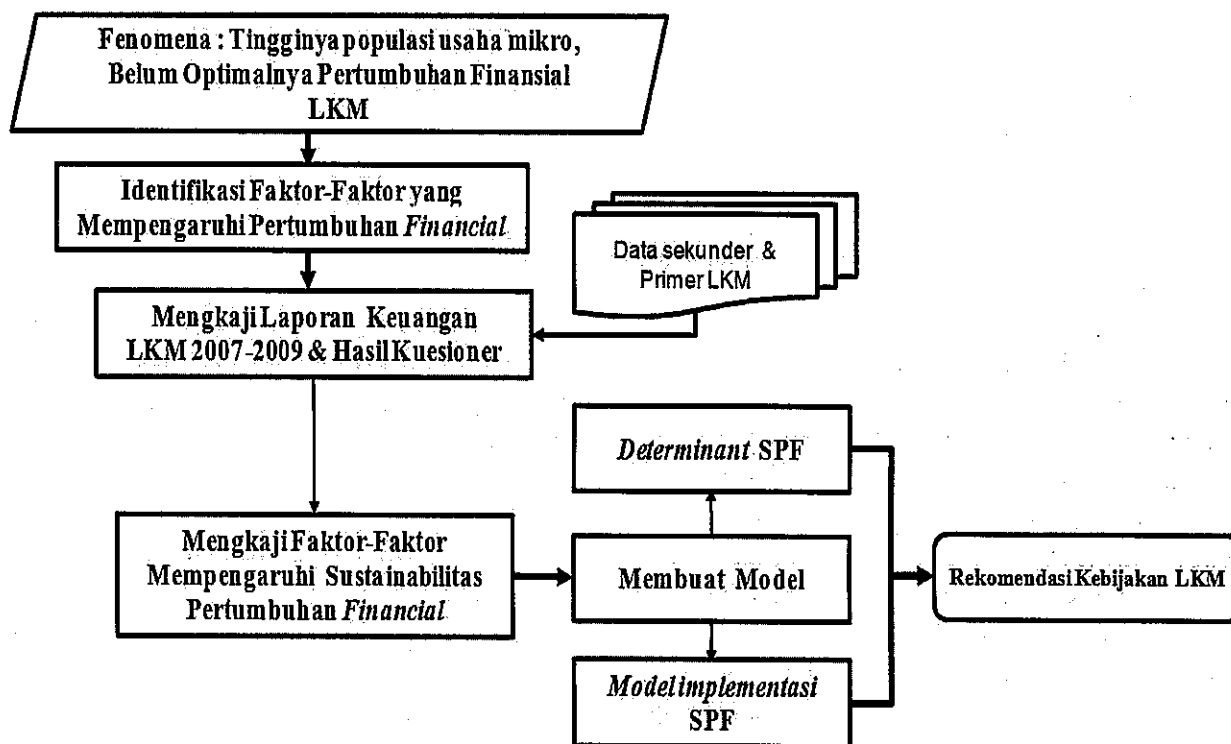 Fenomena : Tingginya populasi usaha mikro,
Belum Optimalnya Pertumbuhan Finansial
LKM
Identifikasi Faktor-Faktor yang
Mempengaruhi Pertumbuhan Financial
Data sekunder &
Primer LKM
Mengkaji Laporan Keuangan
LKM 2007-2009 & Hasil Kuesioner
Determinant SPF
Mengkaji Faktor-Faktor
Mempengaruhi Sustainabilitas
Pertumbuhan Financial
Membuat Model
Rekomendasi Kebijakan LKM
Model implementasi
SPF